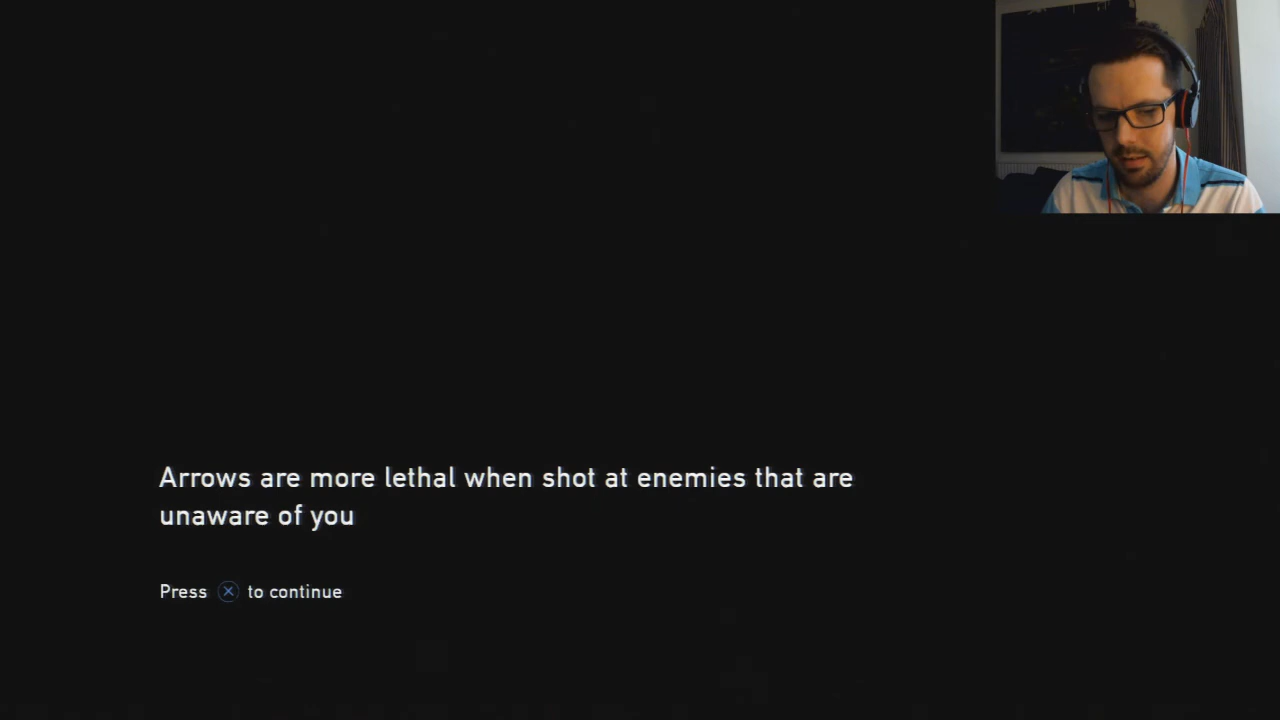 Arrows are more lethal when shot at enemies that are
unaware of you
Press ⓧ to continue